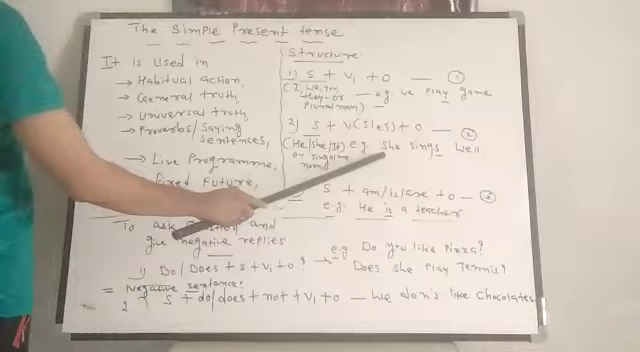 The Simple Present tense
It is used in
→ Habitual action,
→ General truth,
→ Universal truth,
→ Proverbs/Saying
sentences,
→ Live Programme,
Fixed Future,
Structure:
1) S + V1 + O — 1
(I, we, you,
they - or
Plural noun) — e.g we play game
2) S + V1(S/es) + O — 2
(He/She/It) e.g. She sings well
or singular
noun)
S + am/is/are + O — 3
e.g: He is a teacher
To ask and
give negative replies
1) Do/Does + S + V1 + O? → e.g Do you like Pizza?
Does she Play Tennis?
= Negative sentence:
2 S + do/does + not + V1 + O — We don's like Chocolates